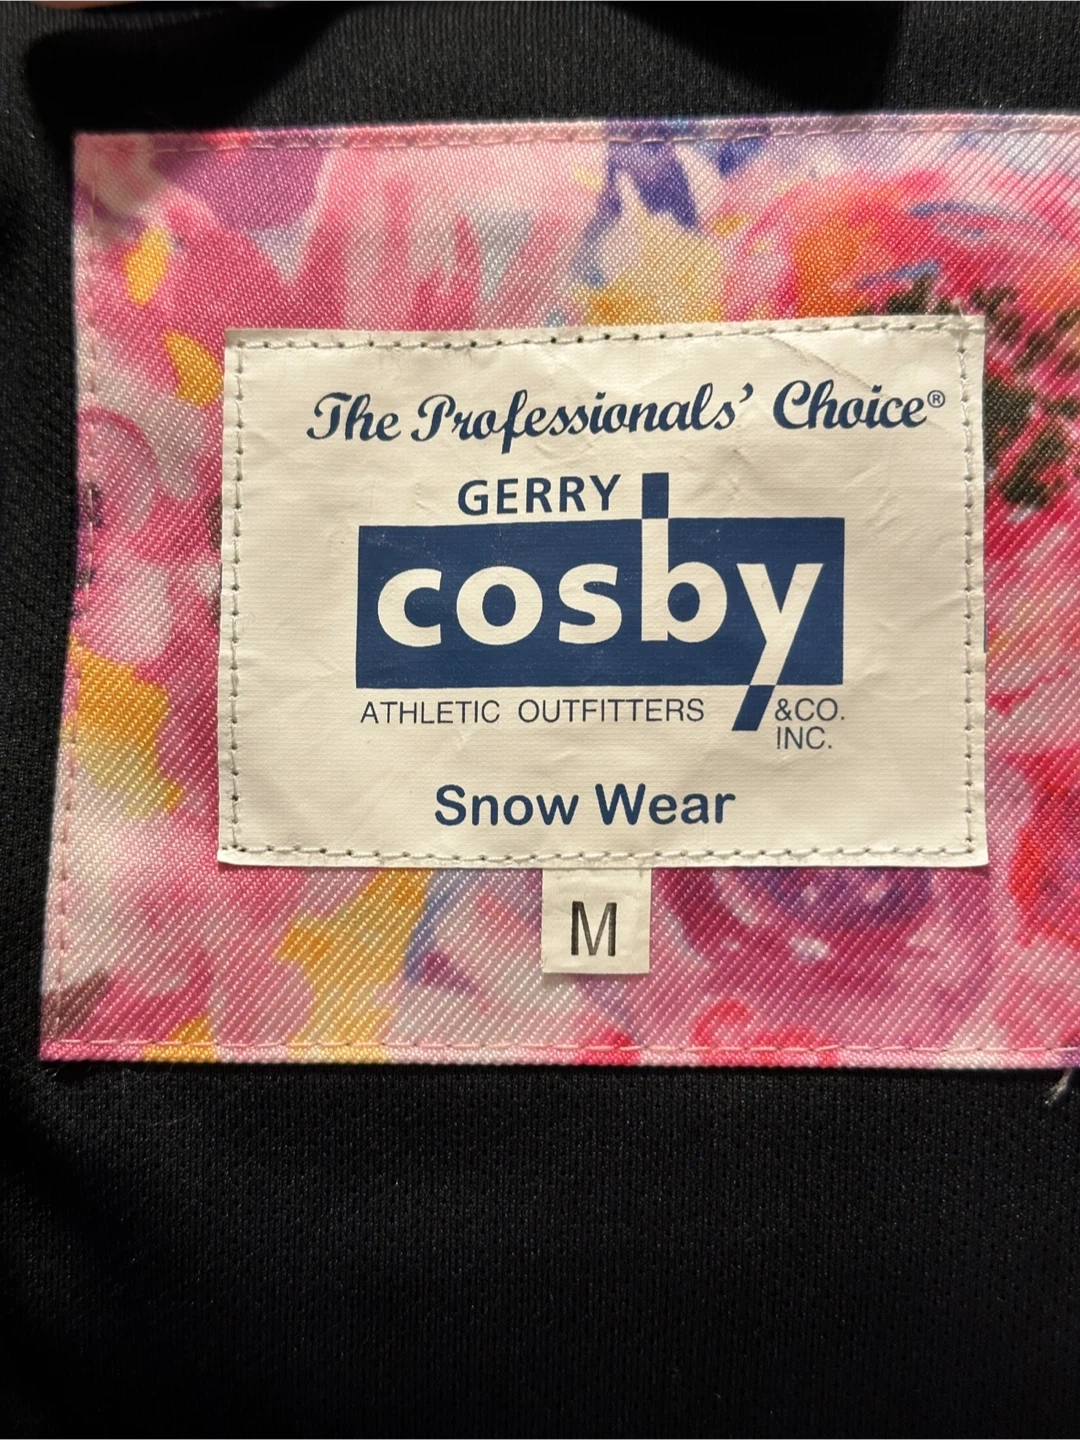 The Professionals' Choice®
GERRY
cosby
ATHLETIC OUTFITTERS &CO.
INC.
Snow Wear
M